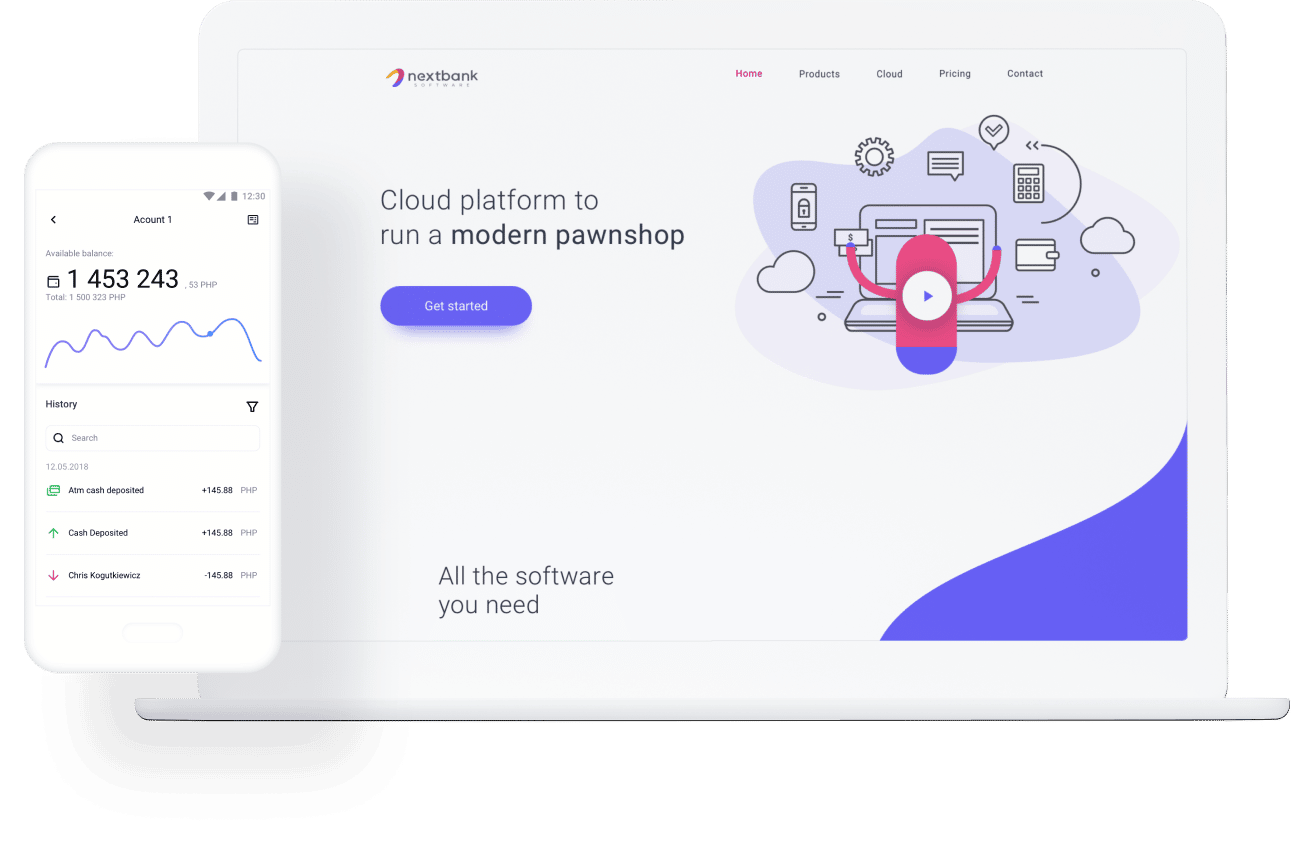 nextbank
SOFTWARE
Home Products Cloud Pricing Contact
Cloud platform to
run a modern pawnshop
Get started
$
All the software
you need
12:30
Acount 1
Available balance:
1 453 243 , 53 PHP
Total: 1 500 323 PHP
History
Search
12.05.2018
Atm cash deposited +145.88 PHP
Cash Deposited +145.88 PHP
Chris Kogutkiewicz -145.88 PHP